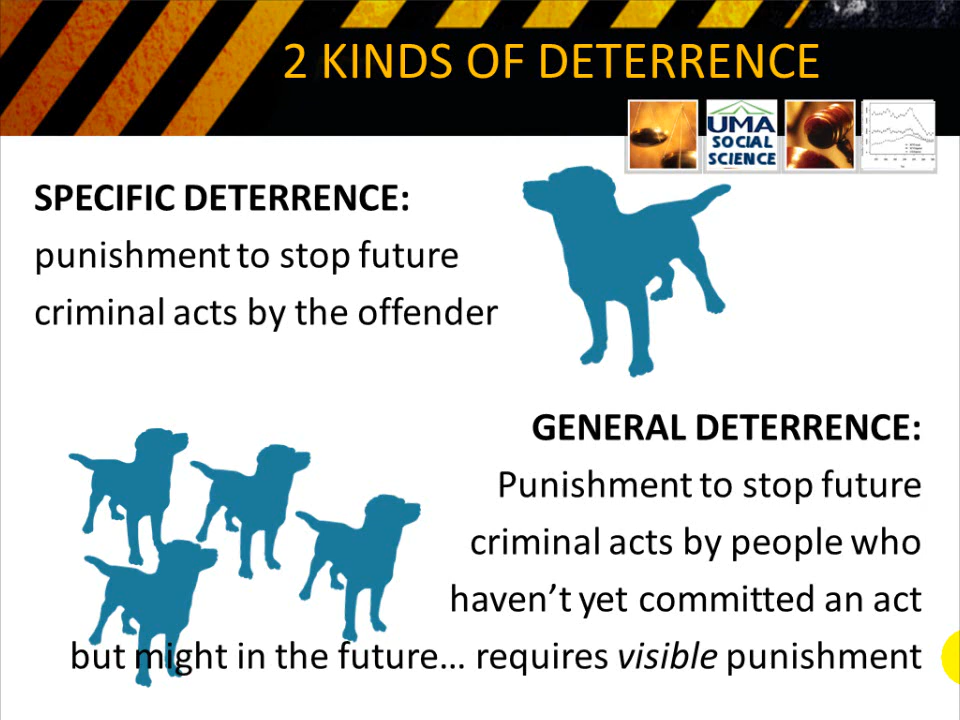 2 KINDS OF DETERRENCE
UMA
SOCIAL
SCIENCE
SPECIFIC DETERRENCE:
punishment to stop future
criminal acts by the offender
GENERAL DETERRENCE:
Punishment to stop future
criminal acts by people who
haven’t yet committed an act
but might in the future… requires visible punishment